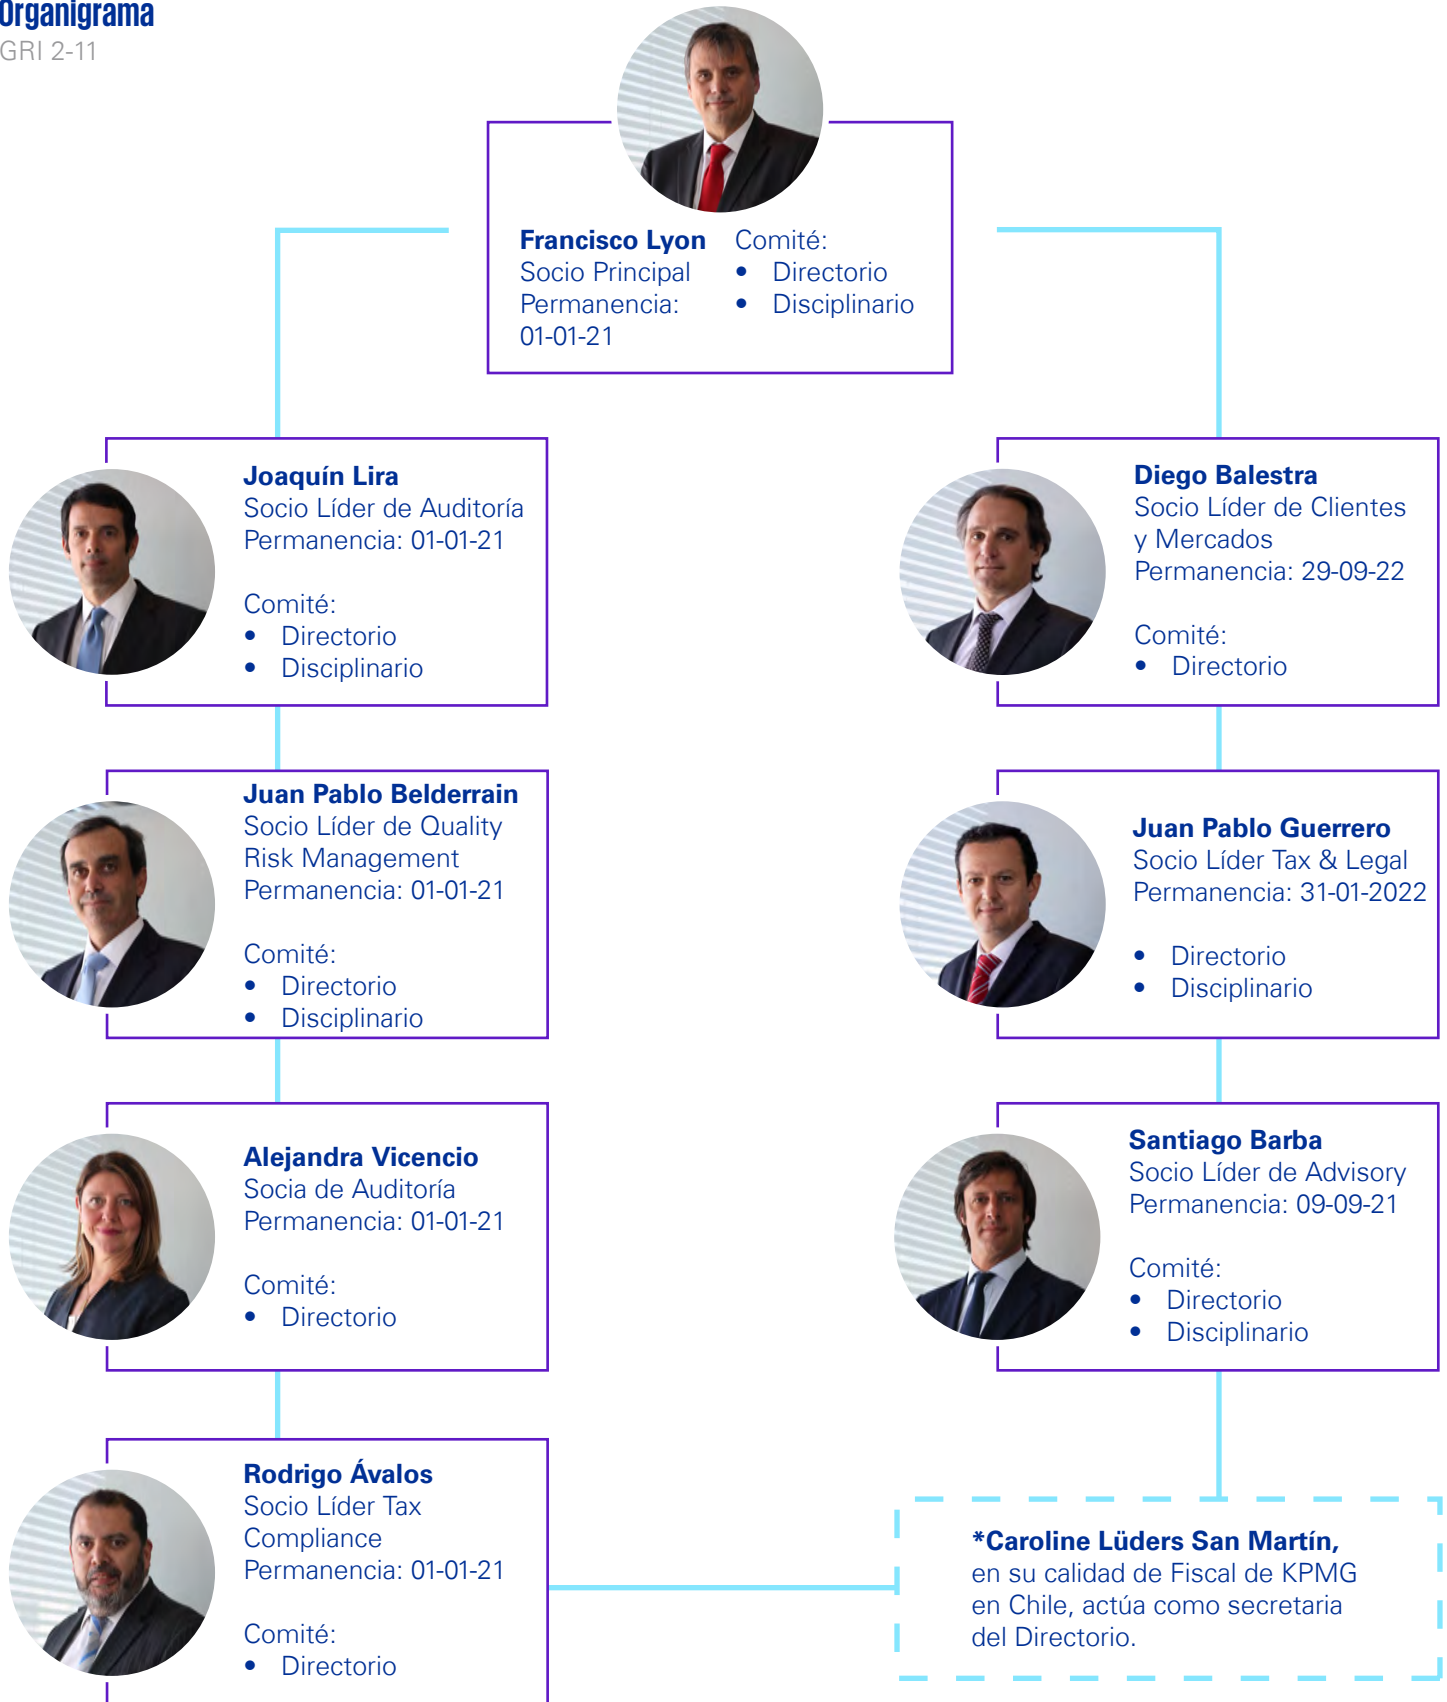 Organigrama
GRI 2-11
Francisco Lyon
Socio Principal
Permanencia:
01-01-21
Comité:
• Directorio
• Disciplinario
Joaquín Lira
Socio Líder de Auditoría
Permanencia: 01-01-21
Comité:
• Directorio
• Disciplinario
Diego Balestra
Socio Líder de Clientes
y Mercados
Permanencia: 29-09-22
Comité:
• Directorio
Juan Pablo Belderrain
Socio Líder de Quality
Risk Management
Permanencia: 01-01-21
Comité:
• Directorio
• Disciplinario
Juan Pablo Guerrero
Socio Líder Tax & Legal
Permanencia: 31-01-2022
• Directorio
• Disciplinario
Alejandra Vicencio
Socia de Auditoría
Permanencia: 01-01-21
Comité:
• Directorio
Santiago Barba
Socio Líder de Advisory
Permanencia: 09-09-21
Comité:
• Directorio
• Disciplinario
Rodrigo Ávalos
Socio Líder Tax
Compliance
Permanencia: 01-01-21
Comité:
• Directorio
*Caroline Lüders San Martín,
en su calidad de Fiscal de KPMG
en Chile, actúa como secretaria
del Directorio.